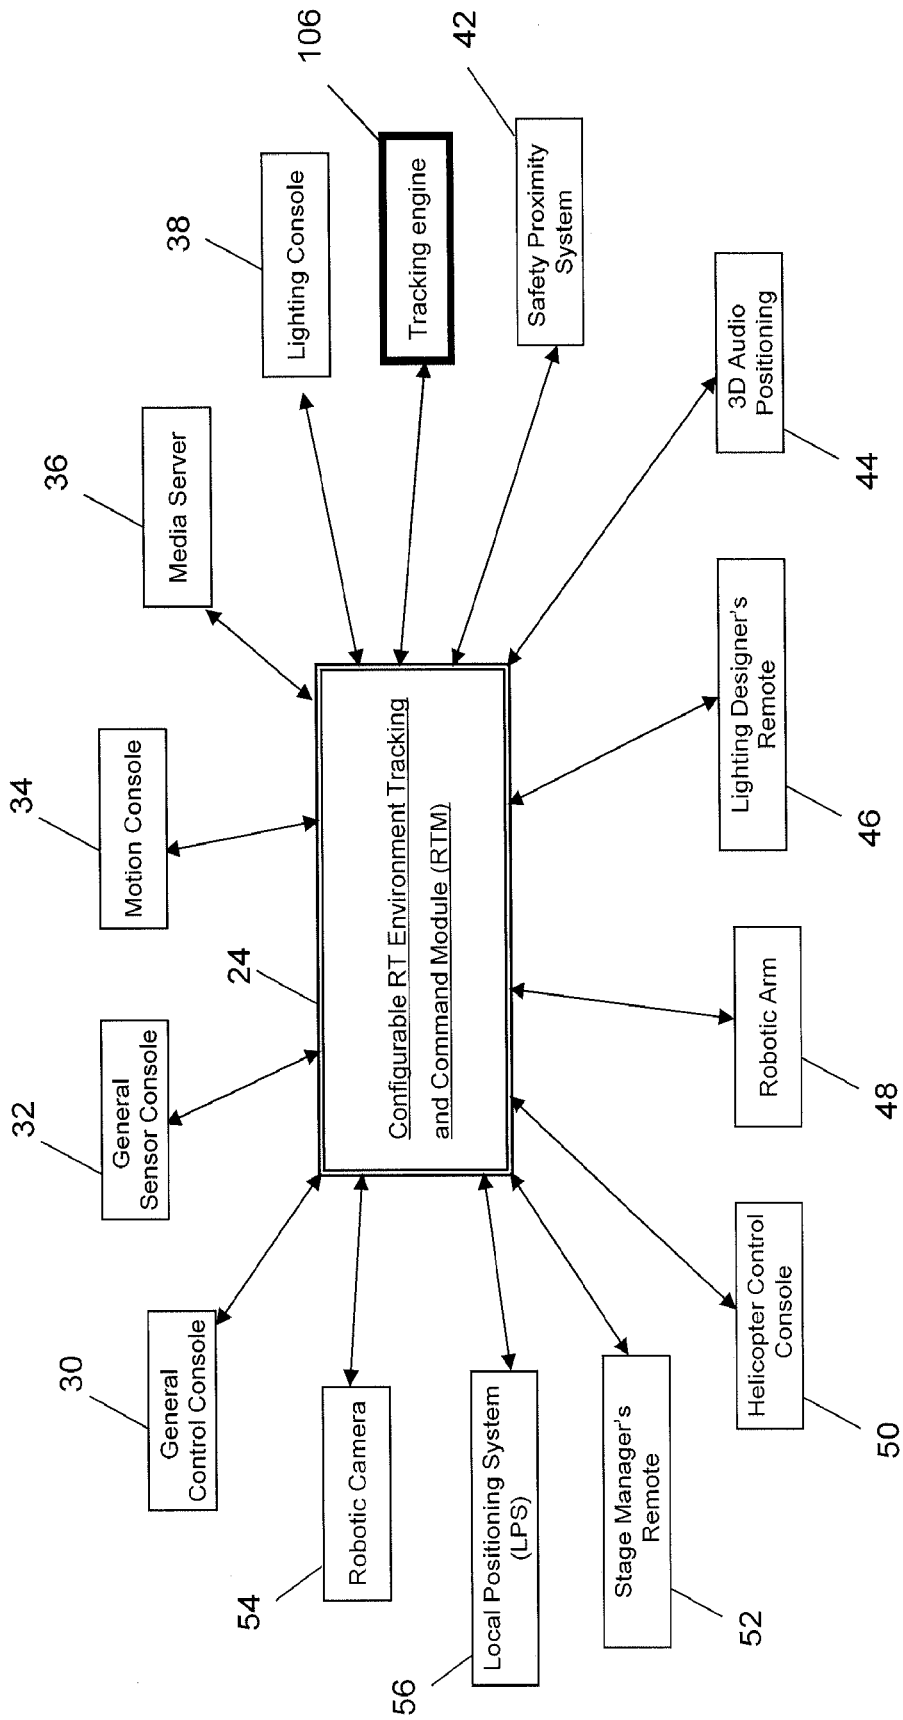 30
General
Control Console
32
General
Sensor Console
34
Motion Console
36
Media Server
38
Lighting Console
106
Tracking engine
42
Safety Proximity
System
44
3D Audio
Positioning
46
Lighting Designer's
Remote
48
Robotic Arm
50
Helicopter Control
Console
52
Stage Manager's
Remote
56
Local Positioning System
(LPS)
54
Robotic Camera
24
Configurable RT Environment Tracking
and Command Module (RTM)